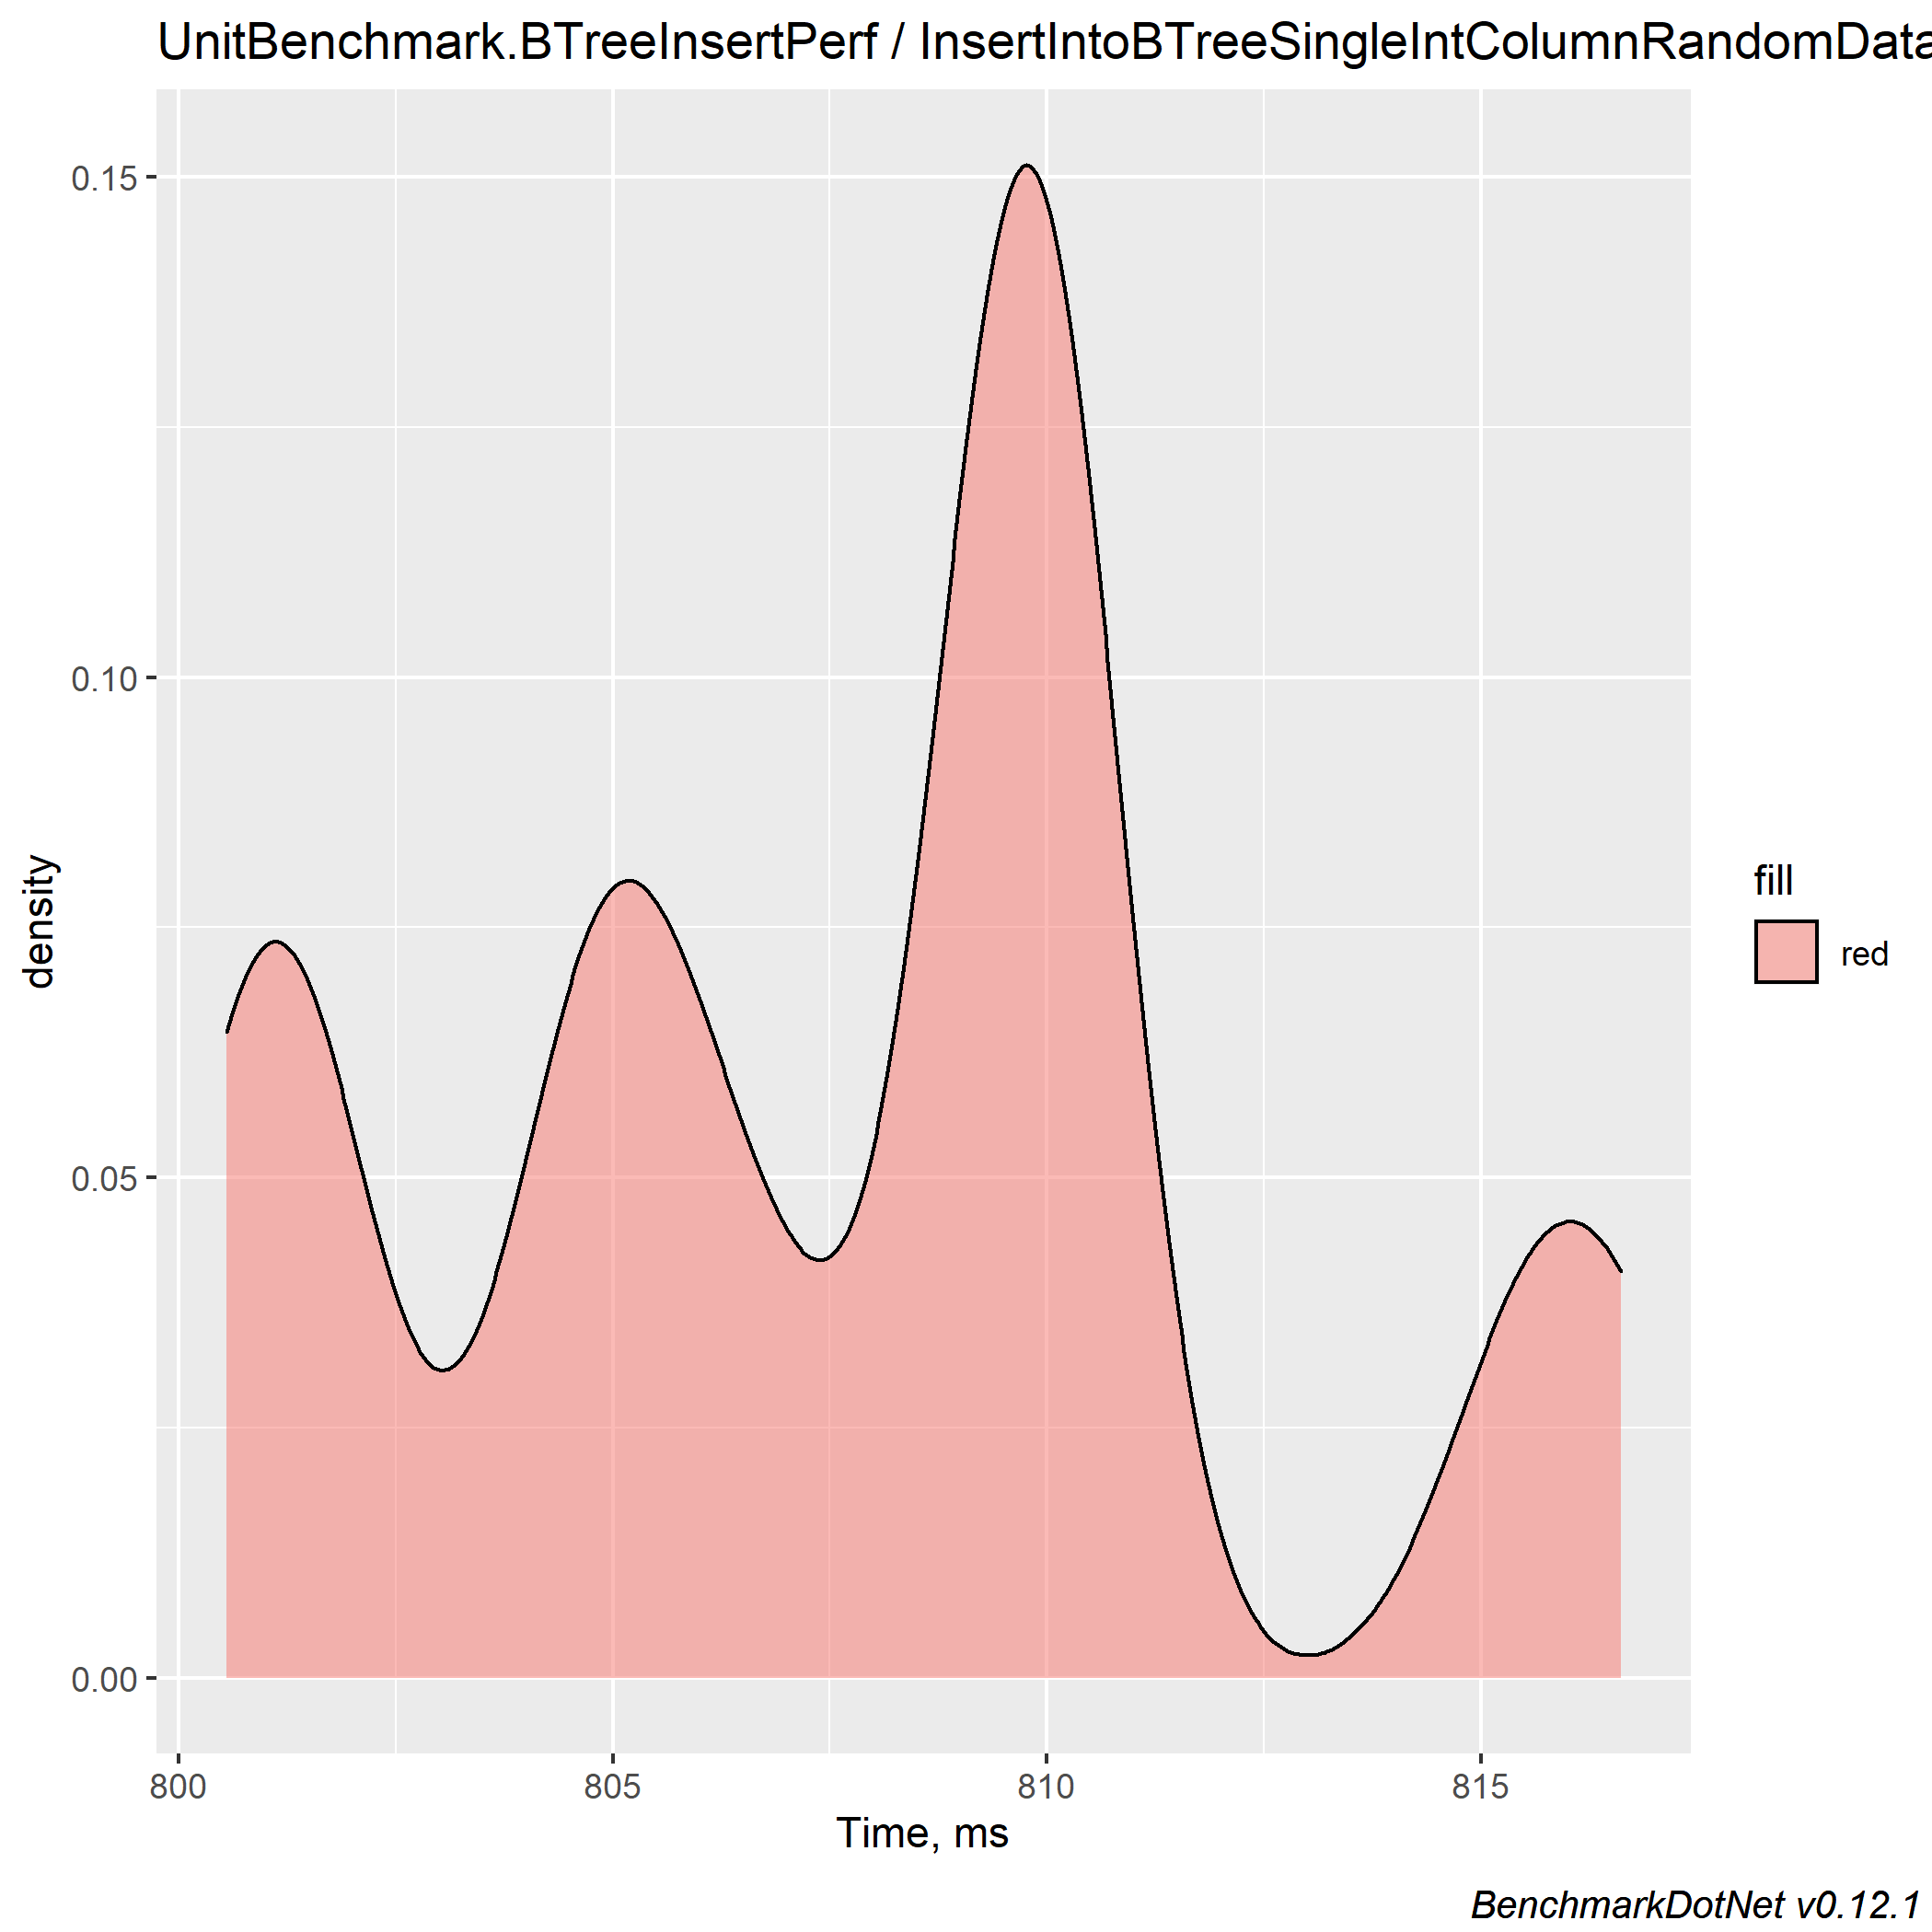 UnitBenchmark.BTreeInsertPerf / InsertIntoBTreeSingleIntColumnRandomData
0.15
0.10
0.05
0.00
density
800
805
810
815
Time, ms
fill
red
BenchmarkDotNet v0.12.1